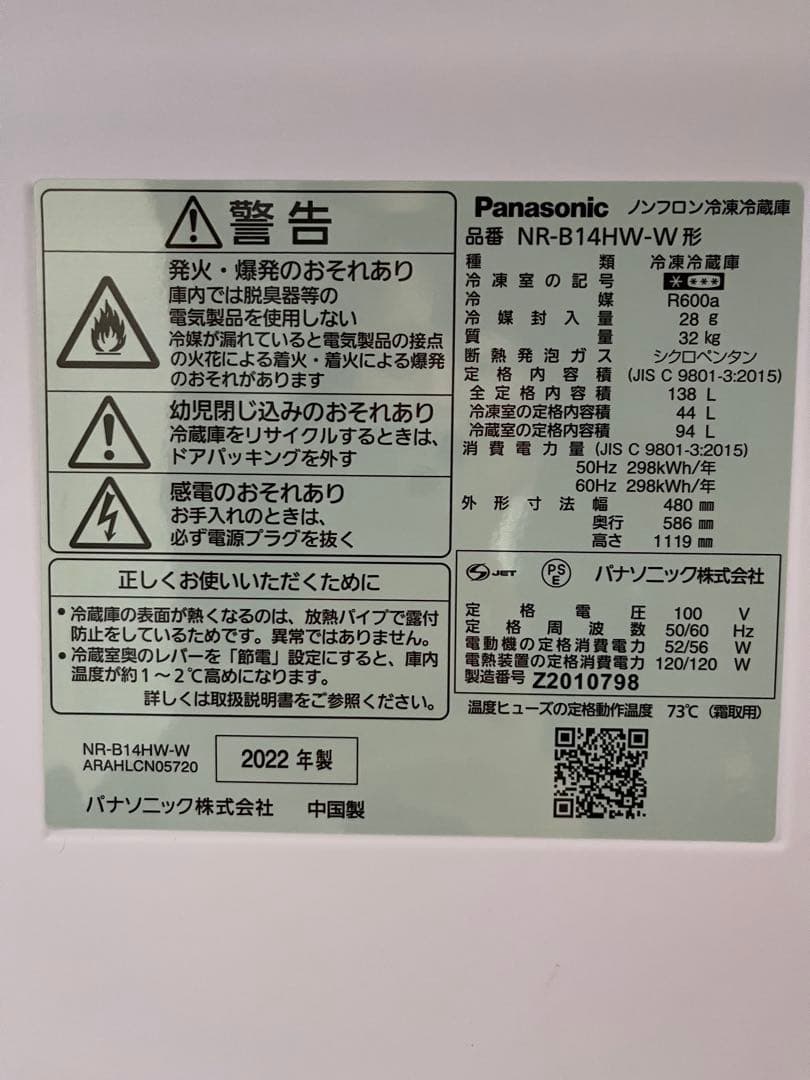 警告
発火・爆発のおそれあり
庫内では脱臭器等の
電気製品を使用しない
冷媒が漏れていると電気製品の接点
の火花による着火・着火による爆発
のおそれがあります
幼児閉じ込みのおそれあり
冷蔵庫をリサイクルするときは、
ドアパッキングを外す
感電のおそれあり
お手入れのときは、
必ず電源プラグを抜く
正しくお使いいただくために
・冷蔵庫の表面が熱くなるのは、放熱パイプで露付
防止をしているためです。異常ではありません。
・冷蔵室奥のレバーを「節電」設定にすると、庫内
温度が約1～2℃高めになります。
詳しくは取扱説明書をご参照ください。
NR-B14HW-W
ARAHLCN05720
2022 年製
パナソニック株式会社 中国製
Panasonic ノンフロン冷凍冷蔵庫
品番 NR-B14HW-W形
種類 冷凍冷蔵庫
冷凍室の記号 * ***
冷媒 R600a
冷媒封入量 28 g
質量 32 kg
断熱発泡ガス シクロペンタン
定格内容積 (JIS C 9801-3:2015)
全定格内容積 138 L
冷凍室の定格内容積 44 L
冷蔵室の定格内容積 94 L
消費電力量 (JIS C 9801-3:2015)
50Hz 298kWh/年
60Hz 298kWh/年
外形寸法 幅 480 mm
奥行 586 mm
高さ 1119 mm
S JET PS E パナソニック株式会社
定格電圧 100 V
定格周波数 50/60 Hz
電動機の定格消費電力 52/56 W
電熱装置の定格消費電力 120/120 W
製造番号 Z2010798
温度ヒューズの定格動作温度 73℃ (霜取用)